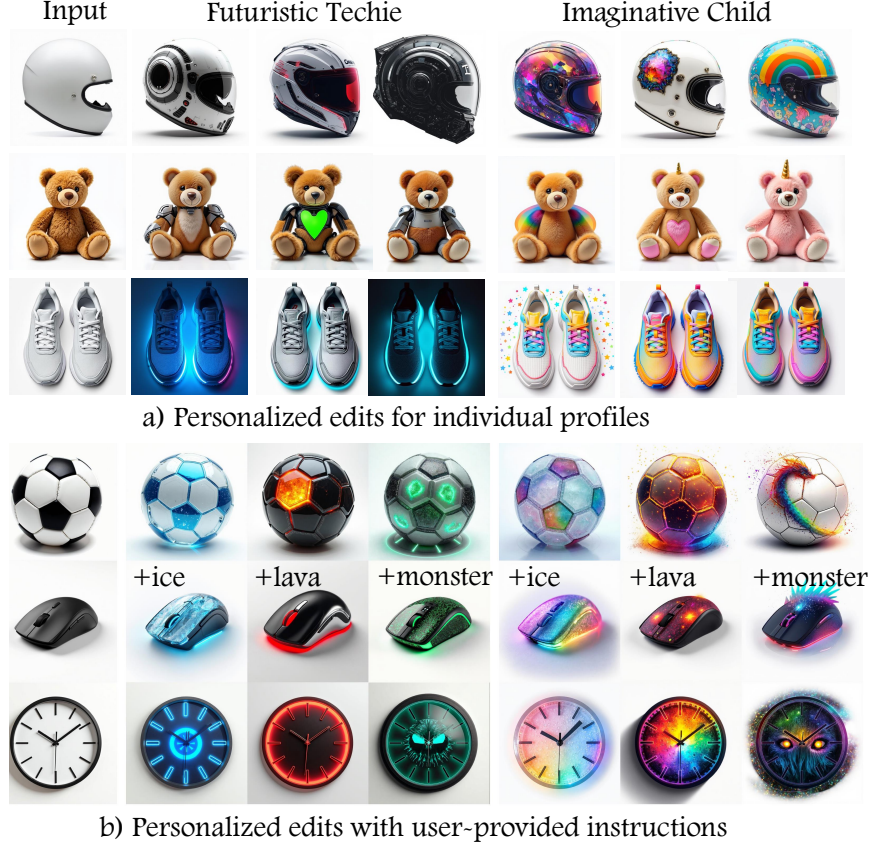 Input
Futuristic Techie
Imaginative Child
a) Personalized edits for individual profiles
+ice
+lava
+monster
+ice
+lava
+monster
b) Personalized edits with user-provided instructions